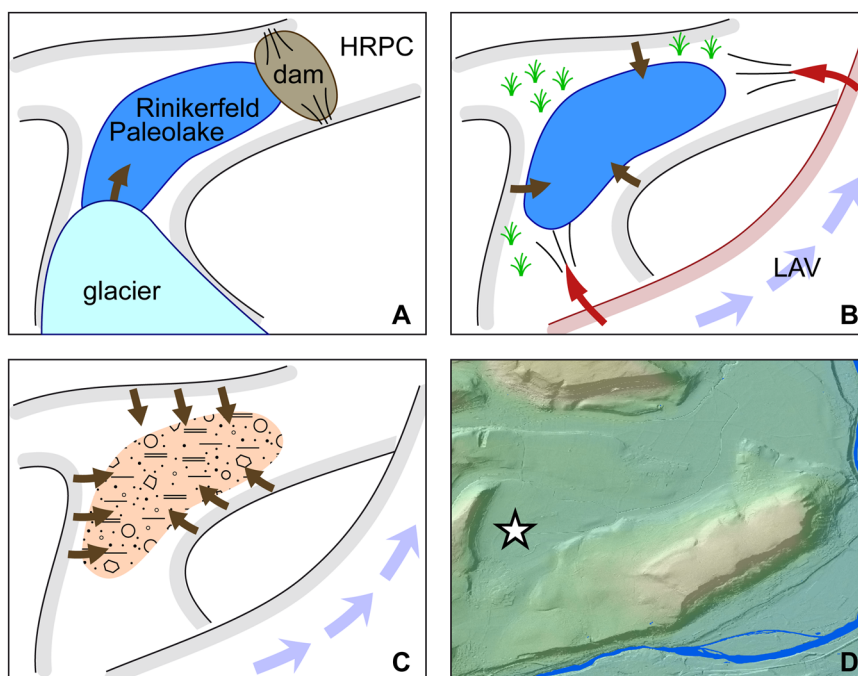 HRPC
dam
Rinikerfeld
Paleolake
glacier
A
LAV
B
C
D